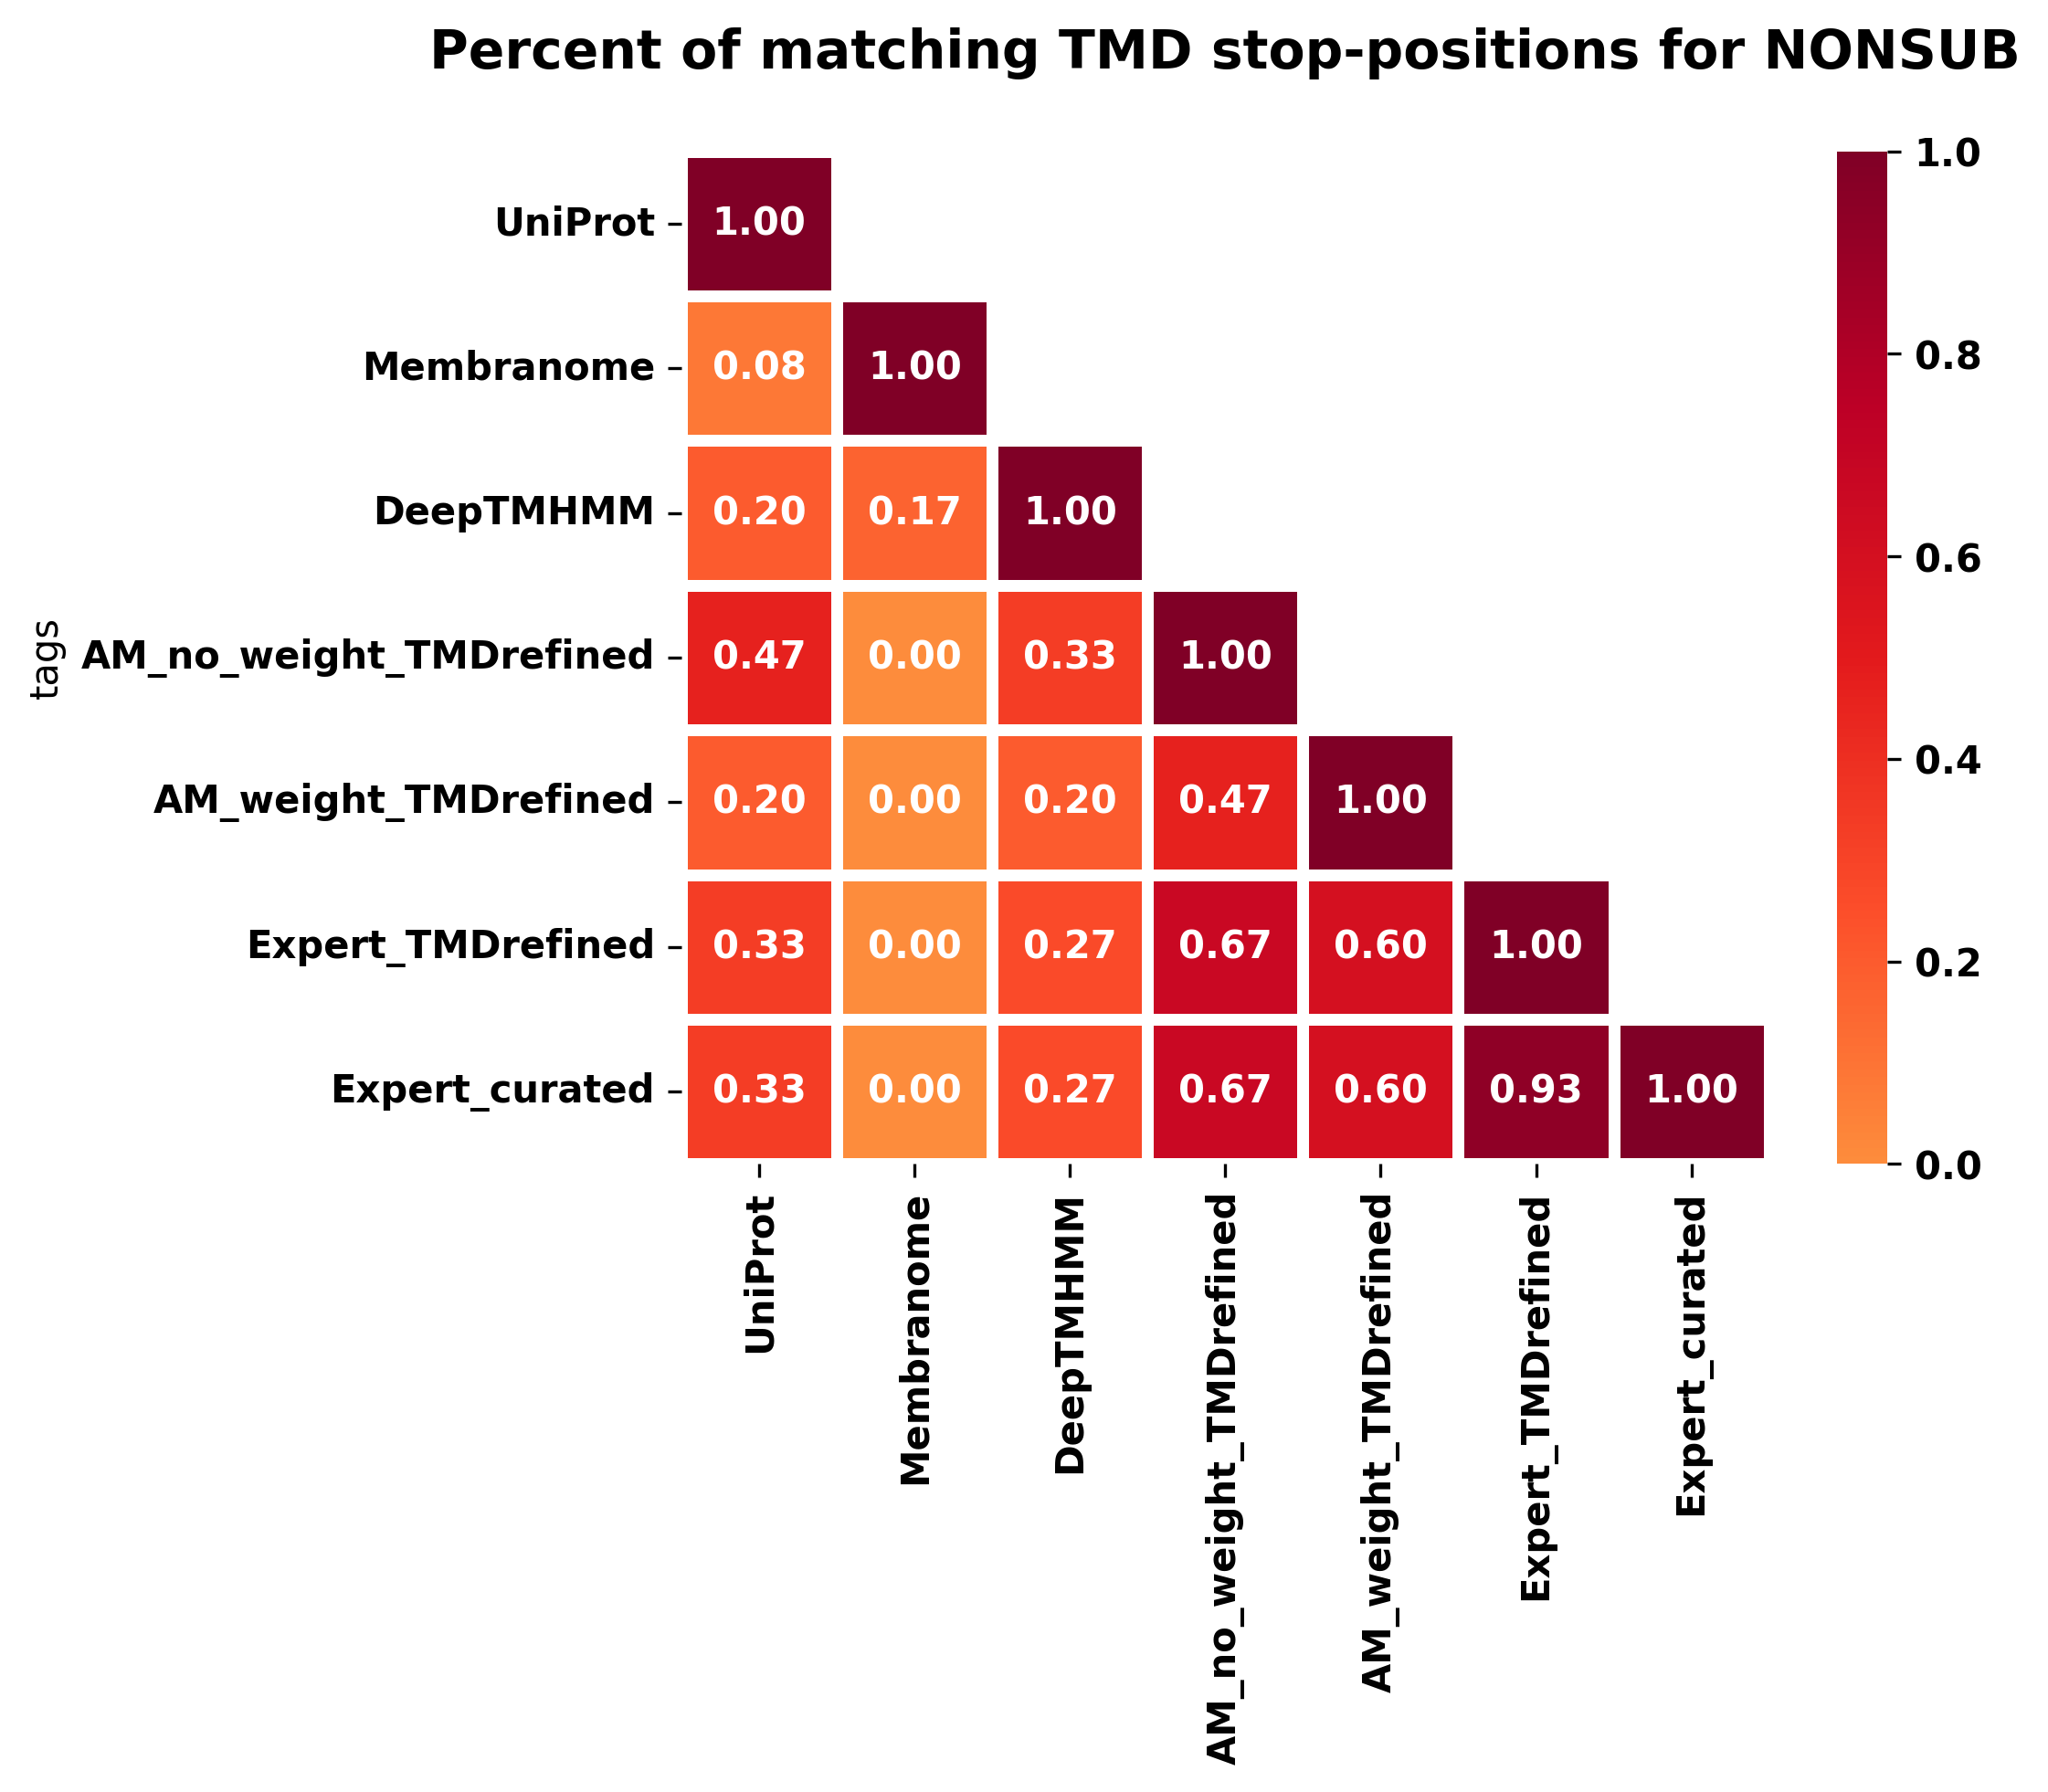 Percent of matching TMD stop-positions for NONSUB
UniProt 1.00
Membranome 0.08 1.00
DeepTMHMM 0.20 0.17 1.00
AM_no_weight_TMDrefined 0.47 0.00 0.33 1.00
AM_weight_TMDrefined 0.20 0.00 0.20 0.47 1.00
Expert_TMDrefined 0.33 0.00 0.27 0.67 0.60 1.00
Expert_curated 0.33 0.00 0.27 0.67 0.60 0.93 1.00
tags
UniProt
Membranome
DeepTMHMM
AM_no_weight_TMDrefined
AM_weight_TMDrefined
Expert_TMDrefined
Expert_curated
1.0
0.8
0.6
0.4
0.2
0.0